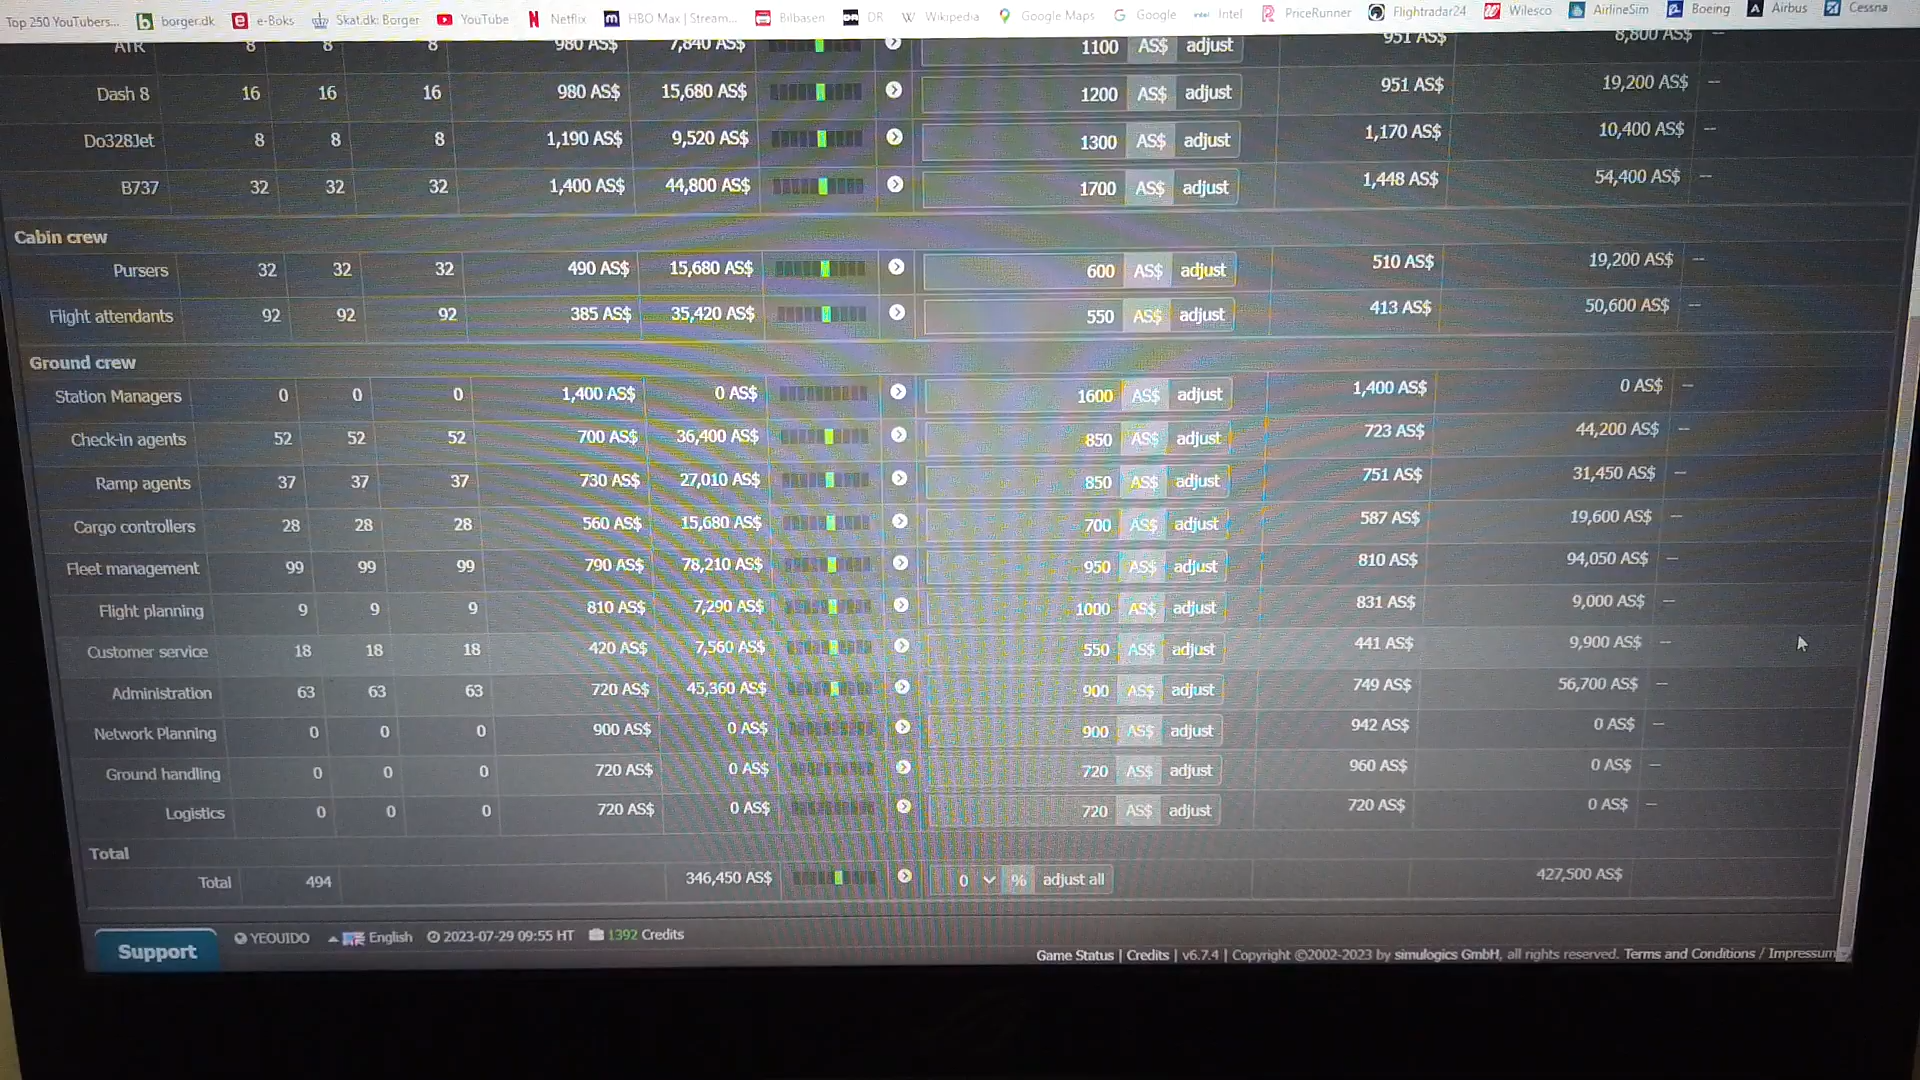 Top 250 YouTubers... borger.dk e-Boks Skat.dk: Borger YouTube Netflix HBO Max | Stream... Bilbasen DR Wikipedia Google Maps Google Intel PriceRunner Flightradar24 Wilesco AirlineSim Boeing Airbus Cessna
ATR 8 8 8 980 AS$ 7,840 AS$ 1100 AS$ adjust 951 AS$ 8,800 AS$ --
Dash 8 16 16 16 980 AS$ 15,680 AS$ 1200 AS$ adjust 951 AS$ 19,200 AS$ --
Do328Jet 8 8 8 1,190 AS$ 9,520 AS$ 1300 AS$ adjust 1,170 AS$ 10,400 AS$ --
B737 32 32 32 1,400 AS$ 44,800 AS$ 1700 AS$ adjust 1,448 AS$ 54,400 AS$ --
Cabin crew
Pursers 32 32 32 490 AS$ 15,680 AS$ 600 AS$ adjust 510 AS$ 19,200 AS$ --
Flight attendants 92 92 92 385 AS$ 35,420 AS$ 550 AS$ adjust 413 AS$ 50,600 AS$ --
Ground crew
Station Managers 0 0 0 1,400 AS$ 0 AS$ 1600 AS$ adjust 1,400 AS$ 0 AS$ --
Check-in agents 52 52 52 700 AS$ 36,400 AS$ 850 AS$ adjust 723 AS$ 44,200 AS$ --
Ramp agents 37 37 37 730 AS$ 27,010 AS$ 850 AS$ adjust 751 AS$ 31,450 AS$ --
Cargo controllers 28 28 28 560 AS$ 15,680 AS$ 700 AS$ adjust 587 AS$ 19,600 AS$ --
Fleet management 99 99 99 790 AS$ 78,210 AS$ 950 AS$ adjust 810 AS$ 94,050 AS$ --
Flight planning 9 9 9 810 AS$ 7,290 AS$ 1000 AS$ adjust 831 AS$ 9,000 AS$ --
Customer service 18 18 18 420 AS$ 7,560 AS$ 550 AS$ adjust 441 AS$ 9,900 AS$ --
Administration 63 63 63 720 AS$ 45,360 AS$ 900 AS$ adjust 749 AS$ 56,700 AS$ --
Network Planning 0 0 0 900 AS$ 0 AS$ 900 AS$ adjust 942 AS$ 0 AS$ --
Ground handling 0 0 0 720 AS$ 0 AS$ 720 AS$ adjust 960 AS$ 0 AS$ --
Logistics 0 0 0 720 AS$ 0 AS$ 720 AS$ adjust 720 AS$ 0 AS$ --
Total
Total 494 346,450 AS$ 0 % adjust all 427,500 AS$
Support YEOUIDO English 2023-07-29 09:55 HT 1392 Credits
Game Status | Credits | v6.7.4 | Copyright ©2002-2023 by simulogics GmbH, all rights reserved. Terms and Conditions / Impressum